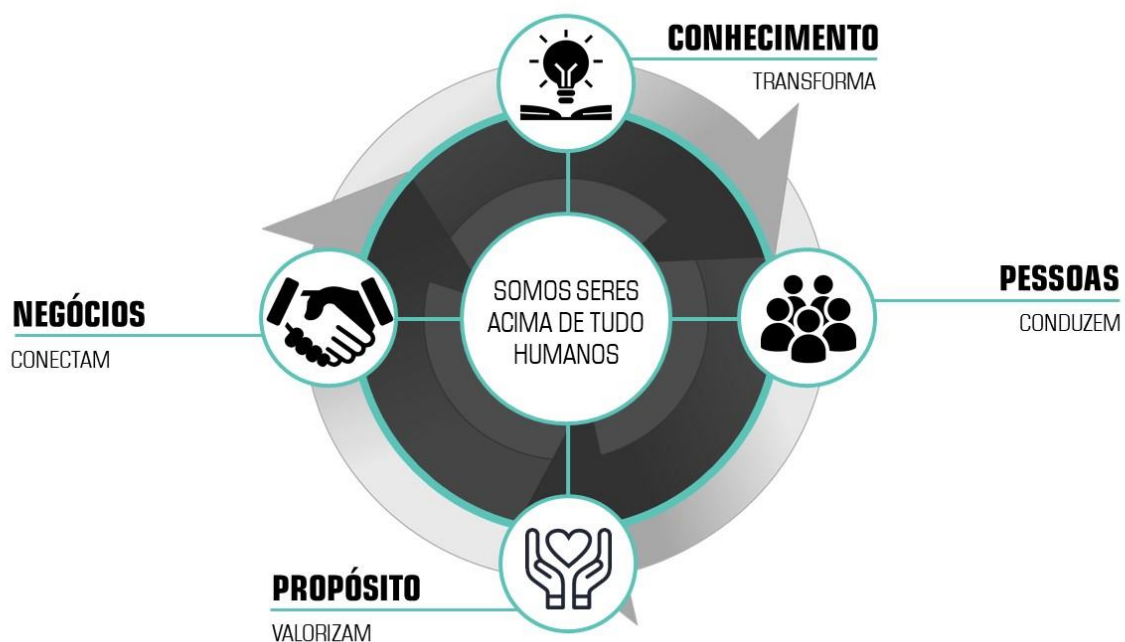 CONHECIMENTO
TRANSFORMA
PESSOAS
CONDUZEM
NEGÓCIOS
CONECTAM
SOMOS SERES
ACIMA DE TUDO
HUMANOS
PROPÓSITO
VALORIZAM